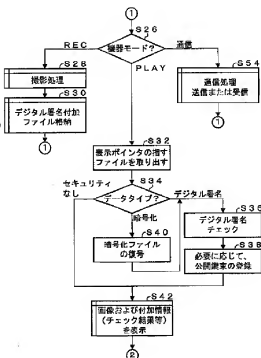 ①
S26
機器モード？
REC
通信
PLAY
S28
撮影処理
S30
デジタル署名付加
ファイル格納
①
S54
通信処理
送信または受信
①
S32
表示ポインタの指す
ファイルを取り出す
S34
データタイプ？
セキュリティ
なし
デジタル署名
暗号化
S36
デジタル署名
チェック
S38
必要に応じて、
公開鍵束の登録
S40
暗号化ファイル
の復号
S42
画像および付加情報
（チェック結果等）
を表示
②